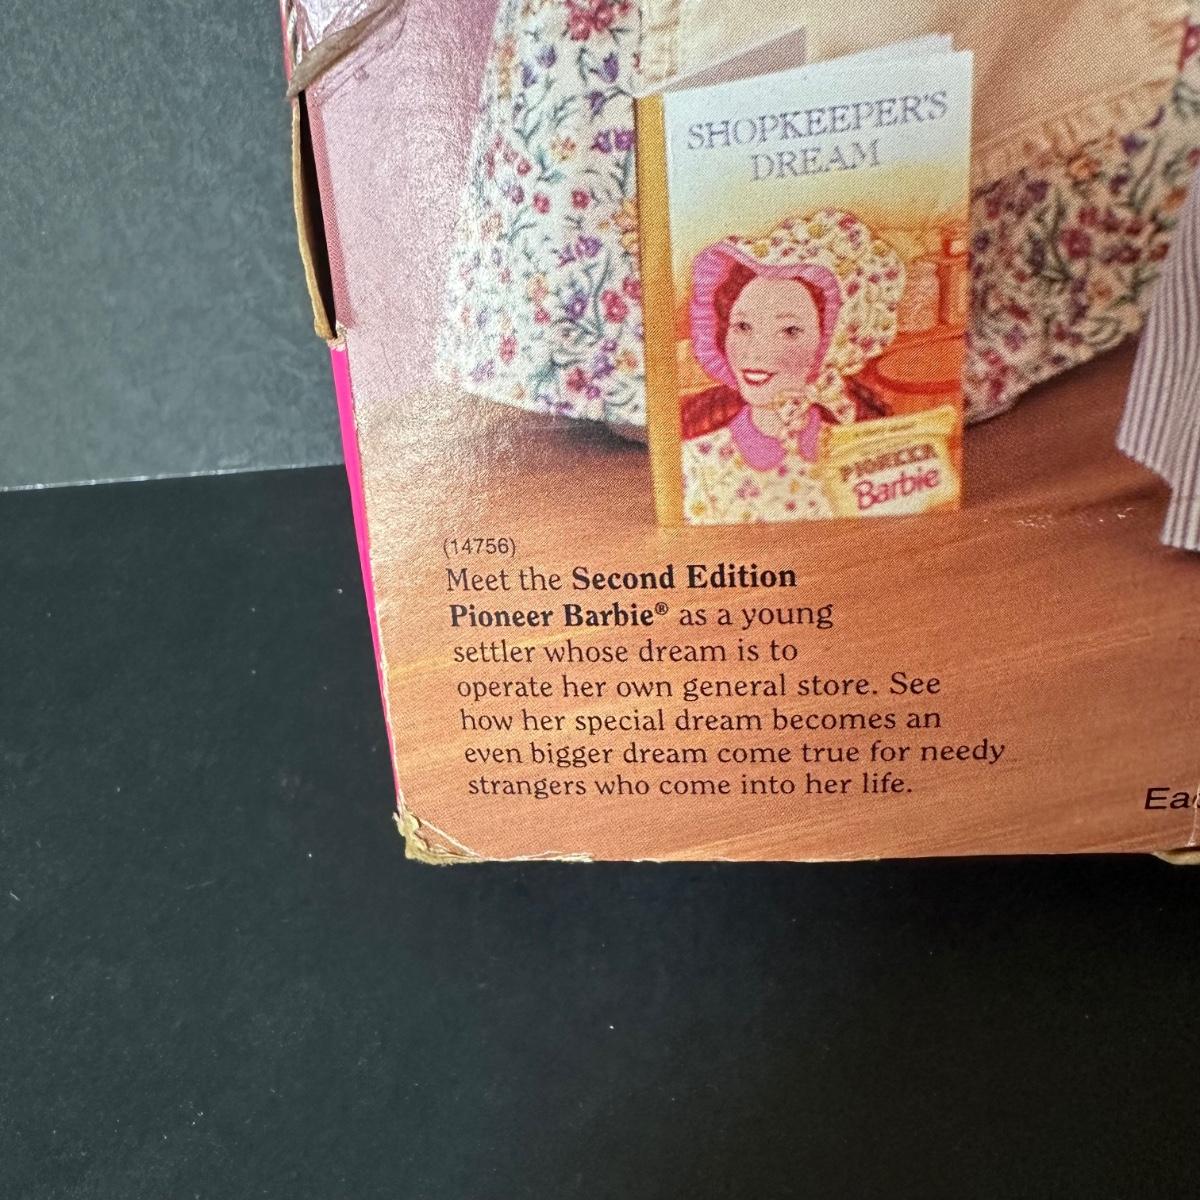 SHOPKEEPER'S
DREAM
PIONEER
Barbie
(14756)
Meet the Second Edition
Pioneer Barbie® as a young
settler whose dream is to
operate her own general store. See
how her special dream becomes an
even bigger dream come true for needy
strangers who come into her life.